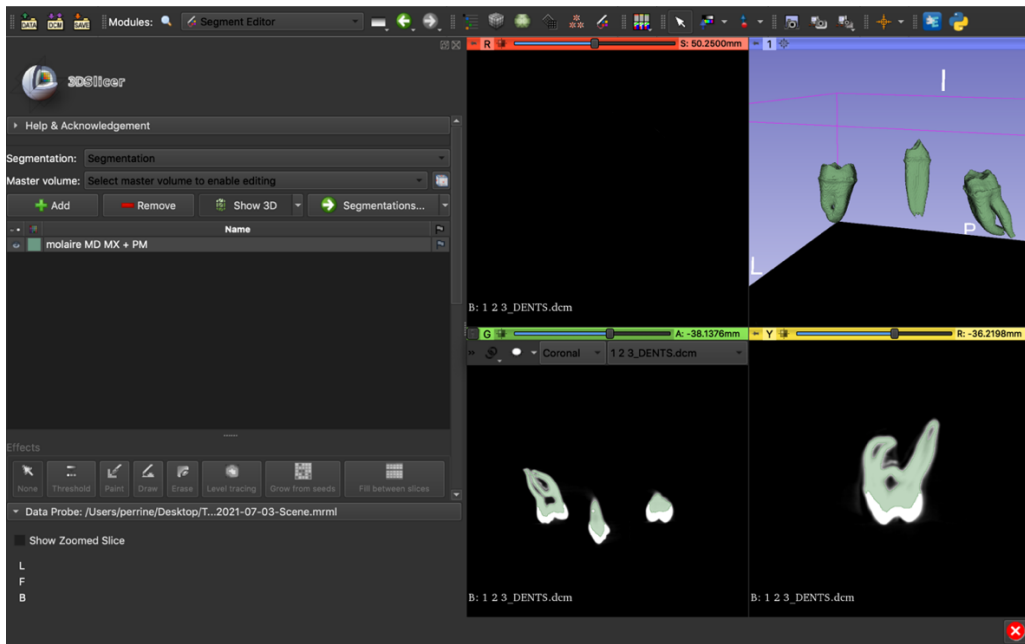 DATA DCM SAVE Modules: Segment Editor
3DSlicer
Help & Acknowledgement
Segmentation: Segmentation
Master volume: Select master volume to enable editing
Add Remove Show 3D Segmentations...
Name
molaire MD MX + PM
Effects
None Threshold Paint Draw Erase Level tracing Grow from seeds Fill between slices
Data Probe: /Users/perrine/Desktop/T...2021-07-03-Scene.mrml
Show Zoomed Slice
L
F
B
R S: 50.2500mm
B: 1 2 3_DENTS.dcm
1
I
P
L
G A: -38.1376mm
Coronal 1 2 3_DENTS.dcm
B: 1 2 3_DENTS.dcm
Y R: -36.2198mm
B: 1 2 3_DENTS.dcm